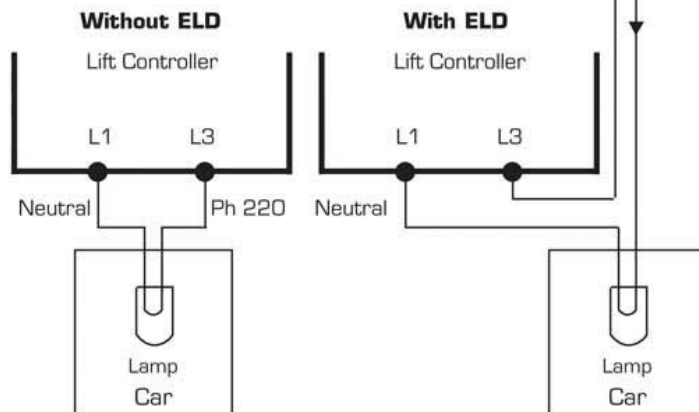 Without ELD
Lift Controller
L1 L3
Neutral Ph 220
Lamp
Car
With ELD
Lift Controller
L1 L3
Neutral
Lamp
Car